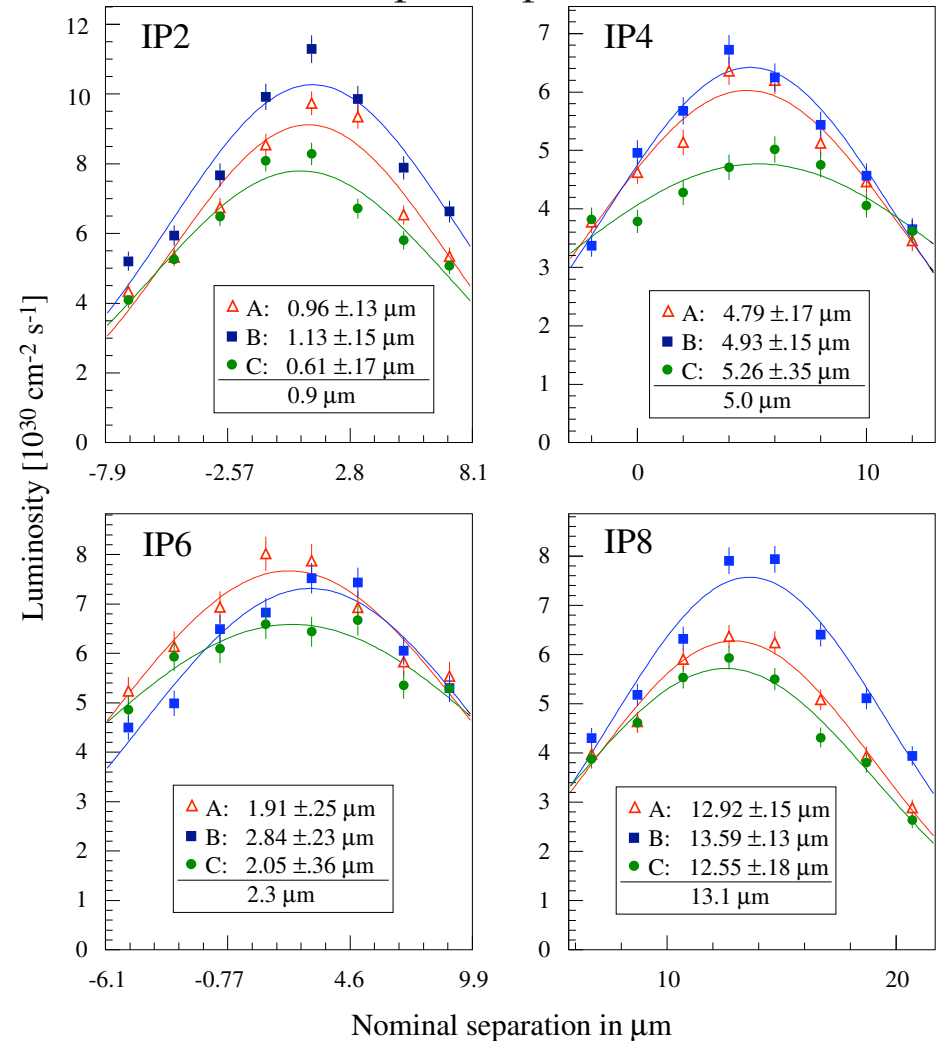 IP2
12
10
8
6
4
2
0
A: 0.96 ±.13 µm
B: 1.13 ±.15 µm
C: 0.61 ±.17 µm
0.9 µm
-7.9 -2.57 2.8 8.1
IP4
7
6
5
4
3
2
1
0
A: 4.79 ±.17 µm
B: 4.93 ±.15 µm
C: 5.26 ±.35 µm
5.0 µm
0 10
Luminosity [10^30 cm^-2 s^-1]
IP6
8
7
6
5
4
3
2
1
0
A: 1.91 ±.25 µm
B: 2.84 ±.23 µm
C: 2.05 ±.36 µm
2.3 µm
-6.1 -0.77 4.6 9.9
IP8
8
7
6
5
4
3
2
1
0
A: 12.92 ±.15 µm
B: 13.59 ±.13 µm
C: 12.55 ±.18 µm
13.1 µm
10 20
Nominal separation in µm